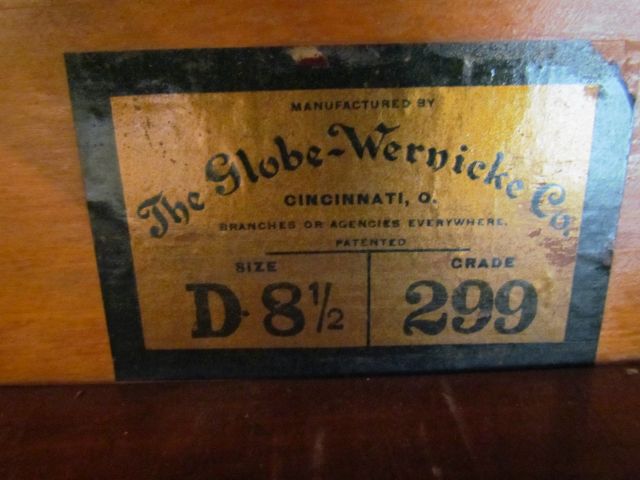 MANUFACTURED BY
The Globe-Wernicke Co.
CINCINNATI, O.
BRANCHES OR AGENCIES EVERYWHERE.
PATENTED
SIZE
D-8½
GRADE
299